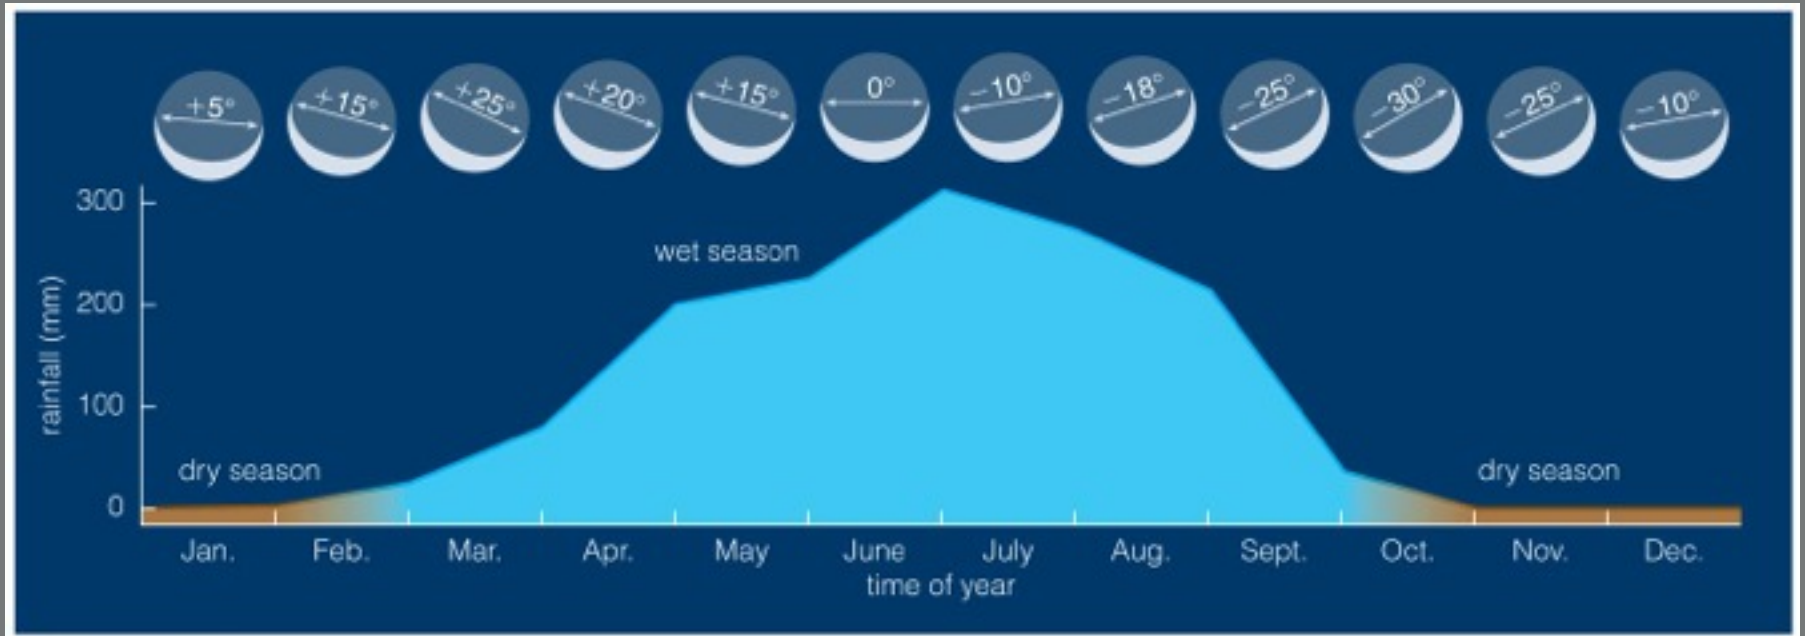 +5° +15° +25° +20° +15° 0° −10° −18° −25° −30° −25° −10°
300
wet season
200
rainfall (mm)
100
dry season dry season
0
Jan. Feb. Mar. Apr. May June July Aug. Sept. Oct. Nov. Dec.
time of year